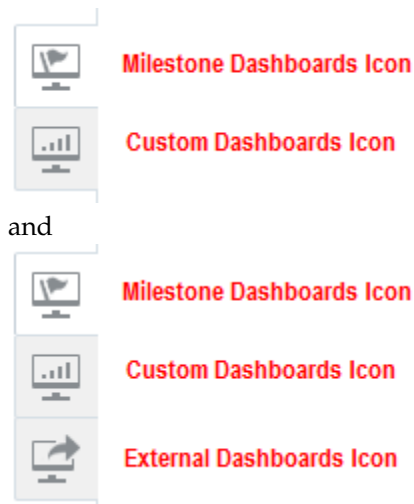 Milestone Dashboards Icon
Custom Dashboards Icon
and
Milestone Dashboards Icon
Custom Dashboards Icon
External Dashboards Icon